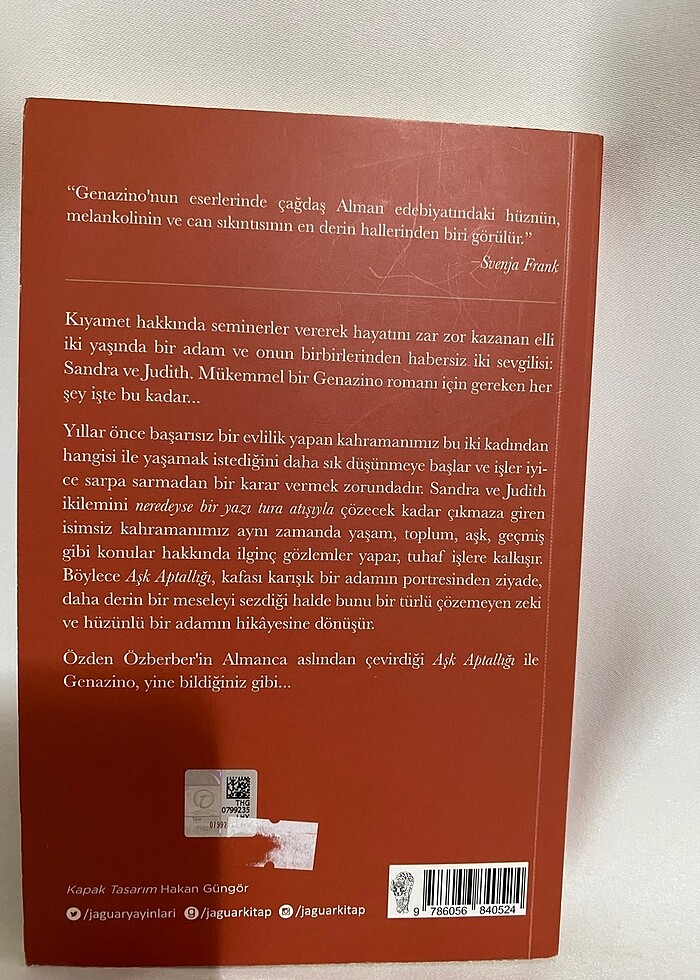 “Genazino'nun eserlerinde çağdaş Alman edebiyatındaki hüznün,
melankolinin ve can sıkıntısının en derin hallerinden biri görülür.”
–Svenja Frank
Kıyamet hakkında seminerler vererek hayatını zar zor kazanan elli
iki yaşında bir adam ve onun birbirlerinden habersiz iki sevgilisi:
Sandra ve Judith. Mükemmel bir Genazino romanı için gereken her
şey işte bu kadar...
Yıllar önce başarısız bir evlilik yapan kahramanımız bu iki kadından
hangisi ile yaşamak istediğini daha sık düşünmeye başlar ve işler iyi-
ce sarpa sarmadan bir karar vermek zorundadır. Sandra ve Judith
ikilemini neredeyse bir yazı tura atışıyla çözecek kadar çıkmaza giren
isimsiz kahramanımız aynı zamanda yaşam, toplum, aşk, geçmiş
gibi konular hakkında ilginç gözlemler yapar, tuhaf işlere kalkışır.
Böylece Aşk Aptallığı, kafası karışık bir adamın portresinden ziyade,
daha derin bir meseleyi sezdiği halde bunu bir türlü çözemeyen zeki
ve hüzünlü bir adamın hikâyesine dönüşür.
Özden Özberber'in Almanca aslından çevirdiği Aşk Aptallığı ile
Genazino, yine bildiğiniz gibi...
THG
0799235
Kapak Tasarım Hakan Güngör
/jaguaryayinlari /jaguarkitap /jaguarkitap
9 786056 840524